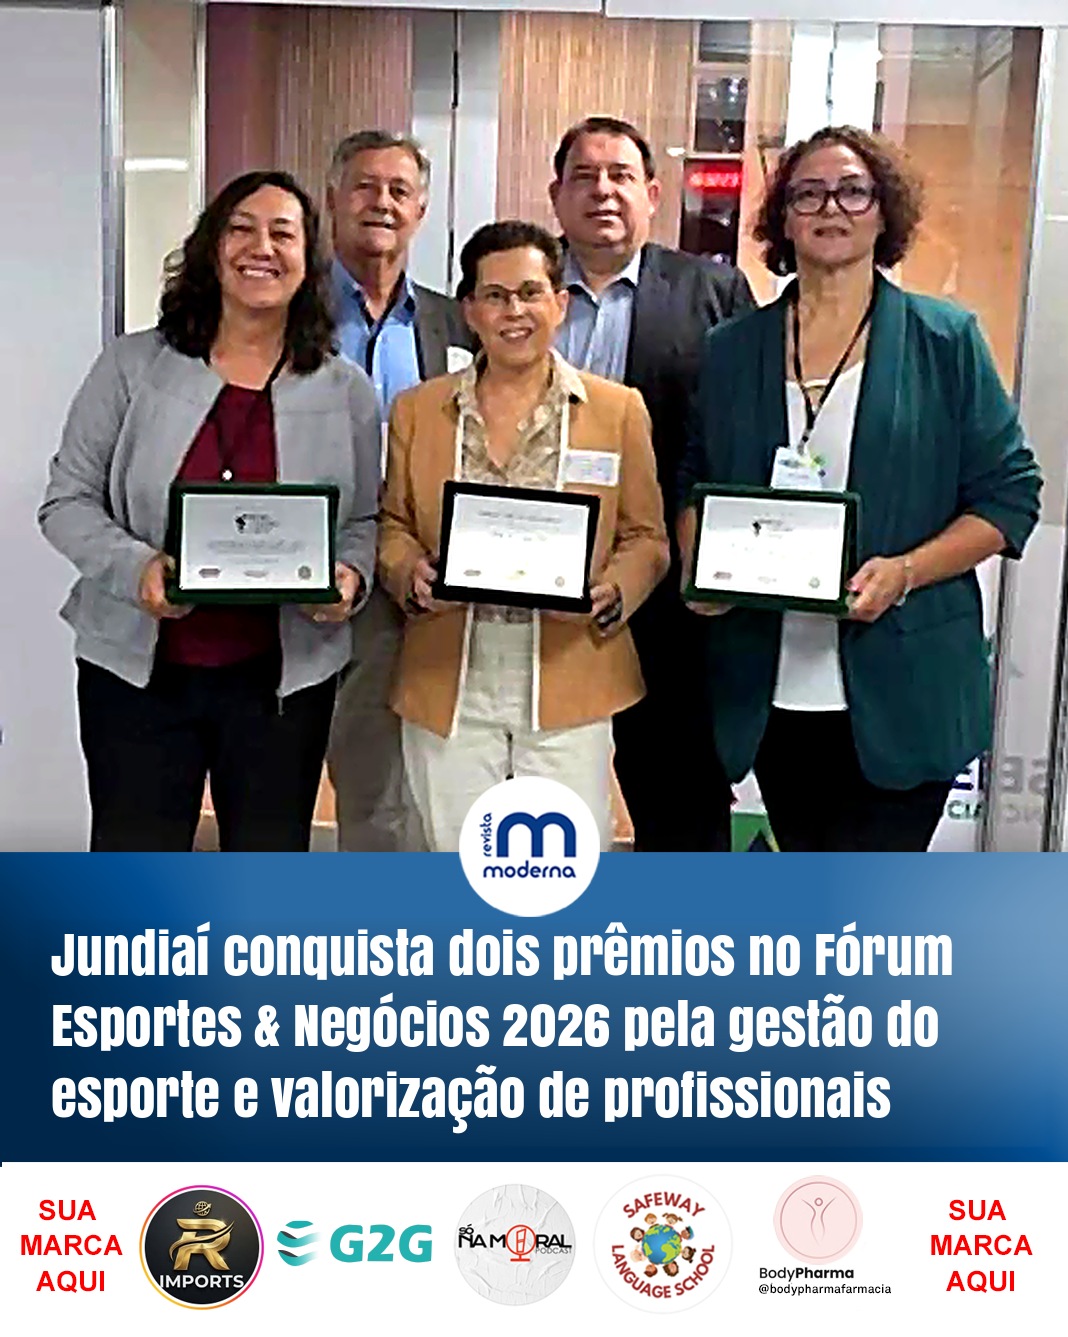 revista
m
moderna
Jundiaí conquista dois prêmios no Fórum
Esportes & Negócios 2026 pela gestão do
esporte e valorização de profissionais
SUA
MARCA
AQUI
R
IMPORTS
G2G
SÓ
NA MORAL
PODCAST
SAFEWAY
LANGUAGE SCHOOL
BodyPharma
@bodypharmafarmacia
SUA
MARCA
AQUI